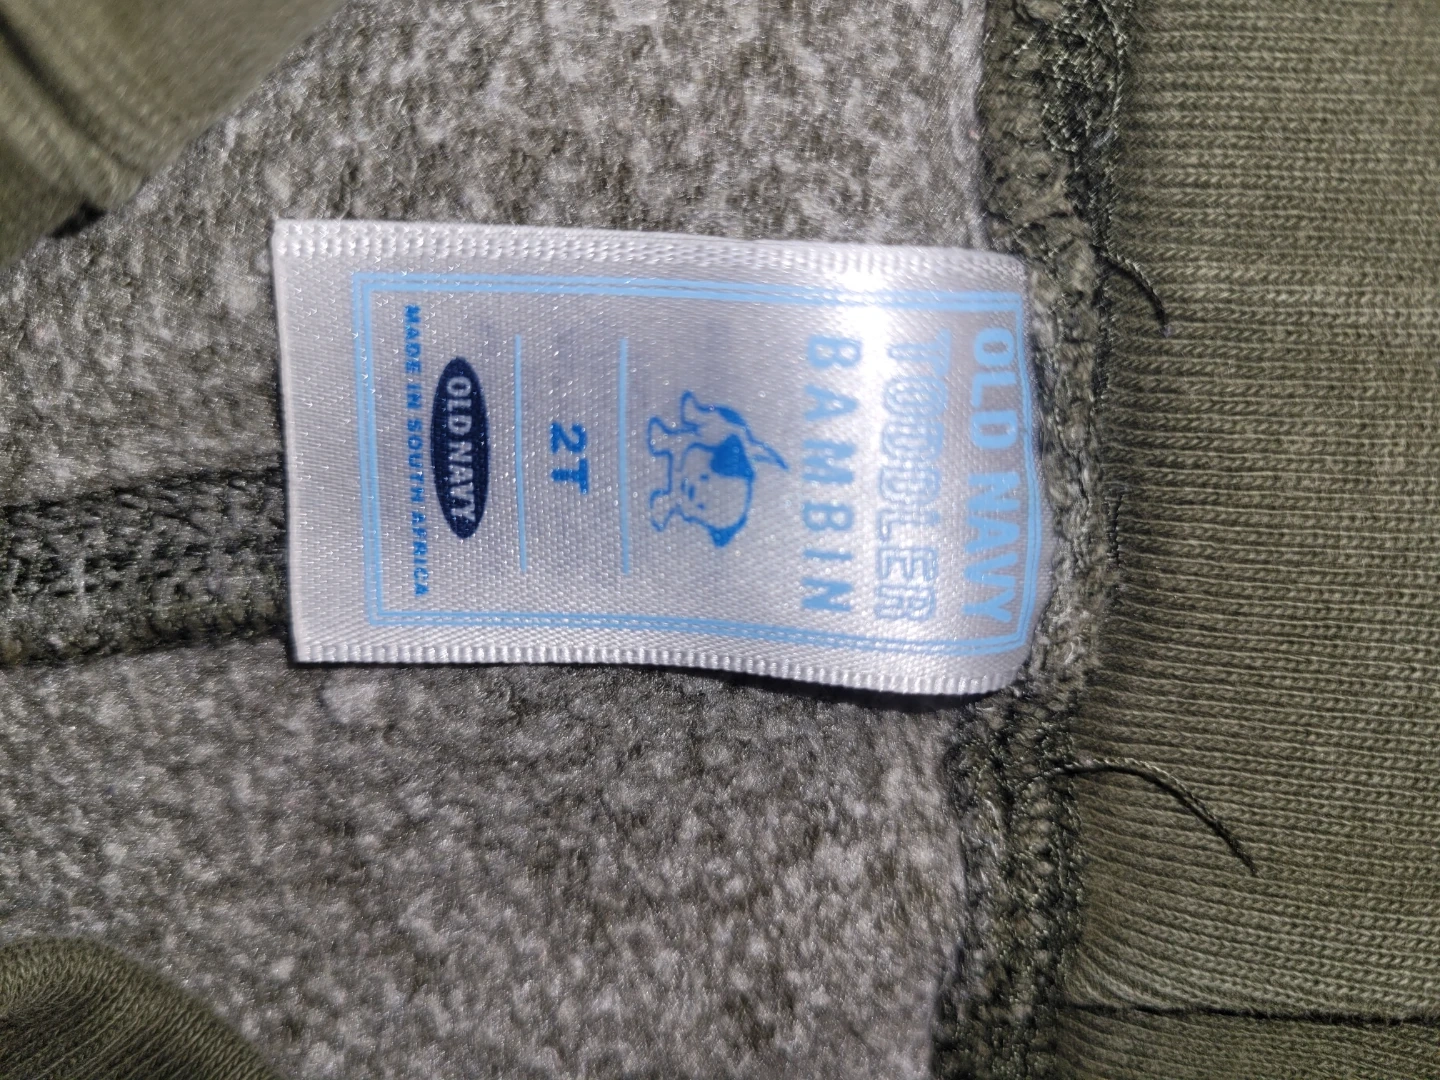 OLD NAVY
TODDLER
BAMBIN
2T
OLD NAVY
MADE IN SOUTH AFRICA